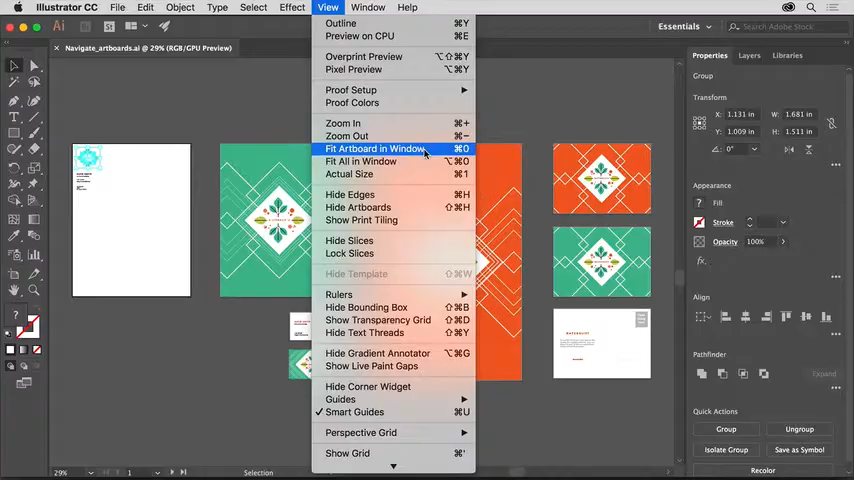 Illustrator CC File Edit Object Type Select Effect View Window Help
Ai Br St Essentials Search Adobe Stock
× Navigate_artboards.ai @ 29% (RGB/GPU Preview)
Outline ⌘Y
Preview on CPU ⌘E
Overprint Preview ⌥⇧⌘Y
Pixel Preview ⌥⌘Y
Proof Setup
Proof Colors
Zoom In ⌘+
Zoom Out ⌘−
Fit Artboard in Window ⌘0
Fit All in Window ⌥⌘0
Actual Size ⌘1
Hide Edges ⌘H
Hide Artboards ⇧⌘H
Show Print Tiling
Hide Slices
Lock Slices
Hide Template ⇧⌘W
Rulers
Hide Bounding Box ⇧⌘B
Show Transparency Grid ⇧⌘D
Hide Text Threads ⇧⌘Y
Hide Gradient Annotator ⌥⌘G
Show Live Paint Gaps
Hide Corner Widget
Guides
✓ Smart Guides ⌘U
Perspective Grid
Show Grid ⌘'
Properties Layers Libraries
Group
Transform
X: 1.131 in W: 1.681 in
Y: 1.009 in H: 1.511 in
0°
Appearance
? Fill
Stroke
Opacity 100%
fx.
Align
Pathfinder
Expand
Quick Actions
Group Ungroup
Isolate Group Save as Symbol
Recolor
?
29% 1 Selection